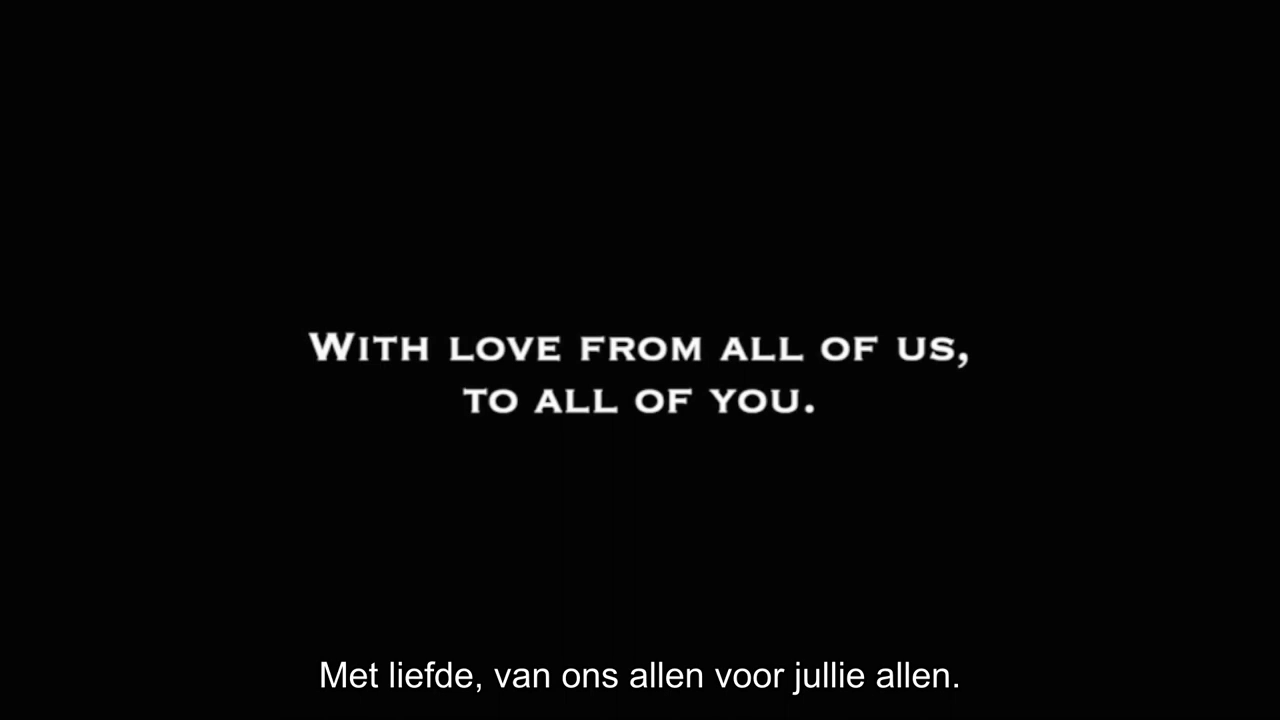 With love from all of us,
to all of you.
Met liefde, van ons allen voor jullie allen.